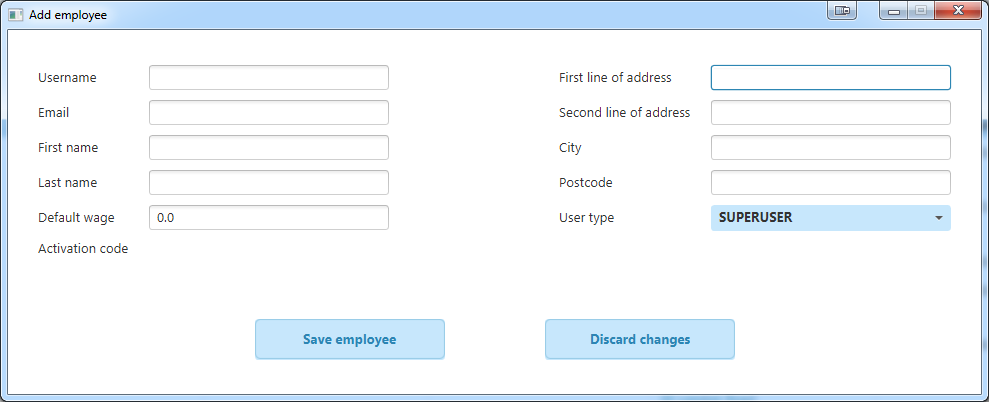 Add employee
Username
First line of address
Email
Second line of address
First name
City
Last name
Postcode
Default wage 0.0
User type SUPERUSER
Activation code
Save employee
Discard changes